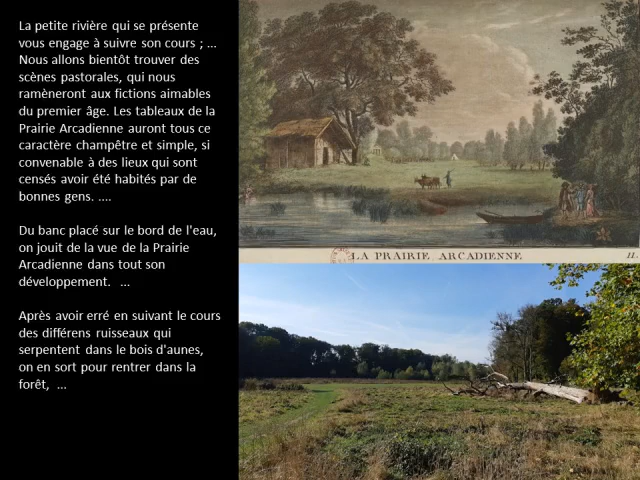 La petite rivière qui se présente
vous engage à suivre son cours ; ...
Nous allons bientôt trouver des
scènes pastorales, qui nous
ramèneront aux fictions aimables
du premier âge. Les tableaux de la
Prairie Arcadienne auront tous ce
caractère champêtre et simple, si
convenable à des lieux qui sont
censés avoir été habités par de
bonnes gens. ....
Du banc placé sur le bord de l'eau,
on jouit de la vue de la Prairie
Arcadienne dans tout son
développement. ...
Après avoir erré en suivant le cours
des différens ruisseaux qui
serpentent dans le bois d'aunes,
on en sort pour rentrer dans la
forêt, ...
LA PRAIRIE ARCADIENNE